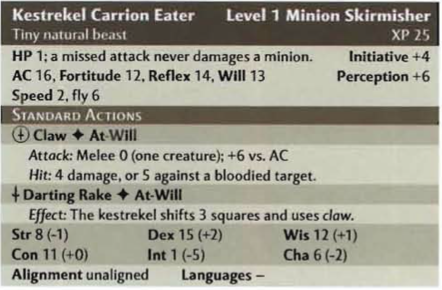 Kestrekel Carrion Eater Level 1 Minion Skirmisher
Tiny natural beast XP 25
HP 1; a missed attack never damages a minion. Initiative +4
AC 16, Fortitude 12, Reflex 14, Will 13 Perception +6
Speed 2, fly 6
STANDARD ACTIONS
Claw ✦ At-Will
Attack: Melee 0 (one creature); +6 vs. AC
Hit: 4 damage, or 5 against a bloodied target.
Darting Rake ✦ At-Will
Effect: The kestrekel shifts 3 squares and uses claw.
Str 8 (-1) Dex 15 (+2) Wis 12 (+1)
Con 11 (+0) Int 1 (-5) Cha 6 (-2)
Alignment unaligned Languages –